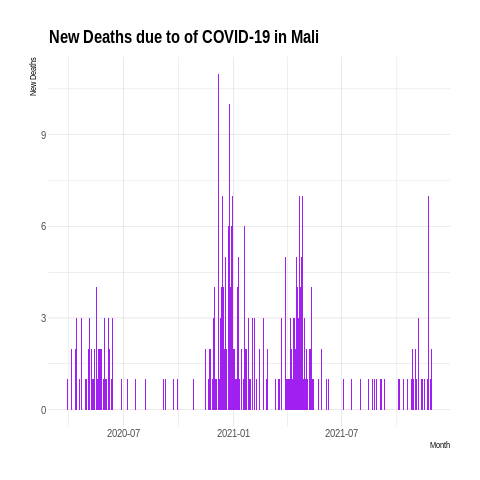 New Deaths due to of COVID-19 in Mali
New Deaths
9
6
3
0
2020-07 2021-01 2021-07
Month